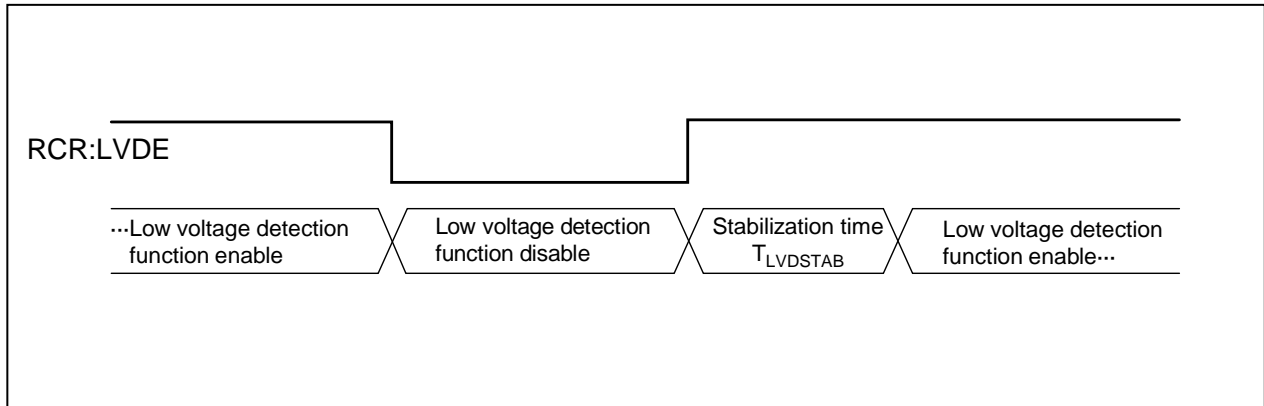 RCR:LVDE
···Low voltage detection
function enable
Low voltage detection
function disable
Stabilization time
TLVDSTAB
Low voltage detection
function enable···